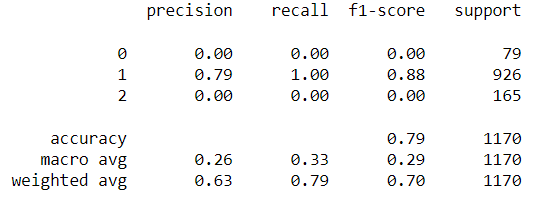 precision recall f1-score support
0 0.00 0.00 0.00 79
1 0.79 1.00 0.88 926
2 0.00 0.00 0.00 165
accuracy 0.79 1170
macro avg 0.26 0.33 0.29 1170
weighted avg 0.63 0.79 0.70 1170